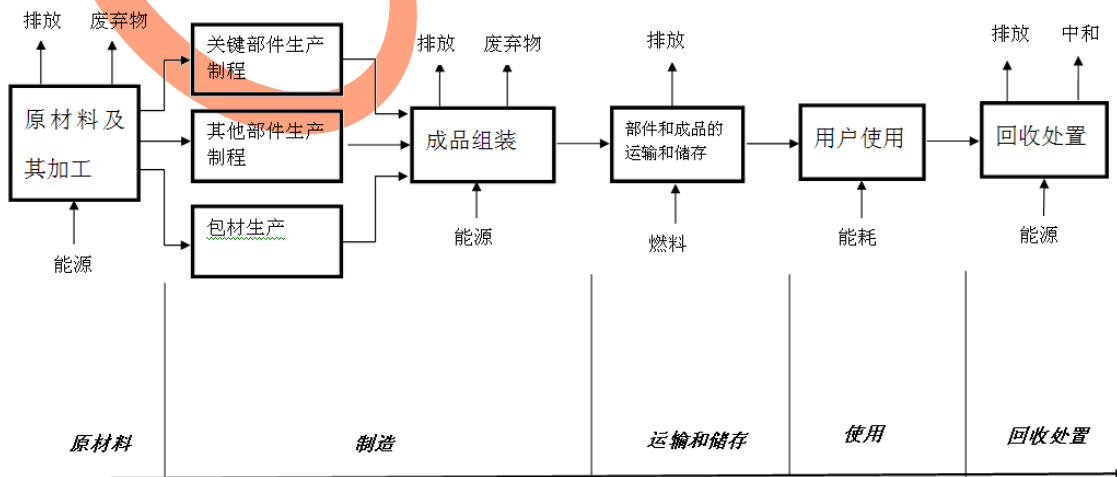 排放
废弃物
原材料及
其加工
能源
关键部件生产
制程
其他部件生产
制程
包材生产
排放
废弃物
成品组装
能源
排放
部件和成品的
运输和储存
燃料
用户使用
能耗
排放
中和
回收处置
能源
原材料
制造
运输和储存
使用
回收处置